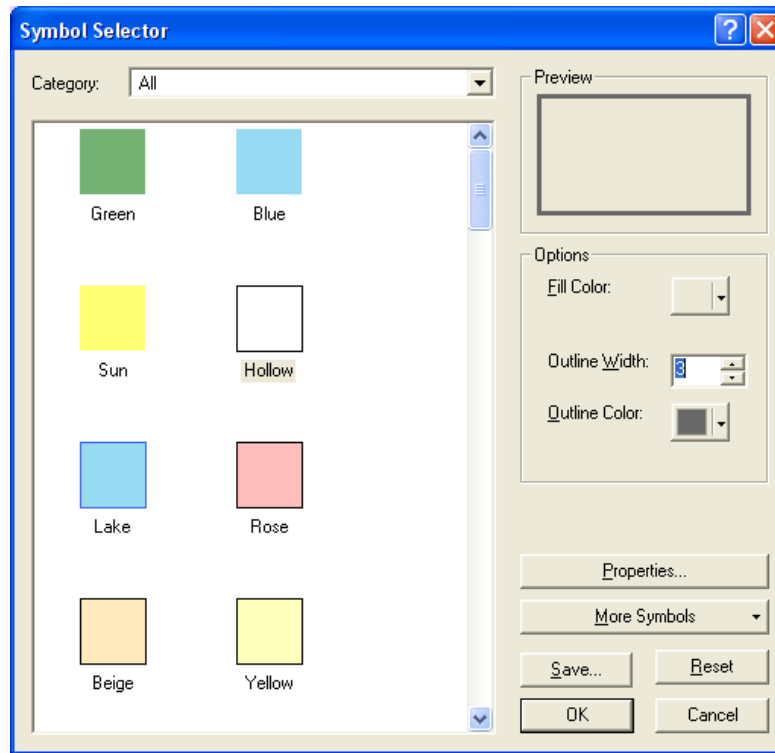 Symbol Selector
Category: All
Green Blue
Sun Hollow
Lake Rose
Beige Yellow
Preview
Options
Fill Color:
Outline Width: 3
Outline Color:
Properties...
More Symbols
Save... Reset
OK Cancel